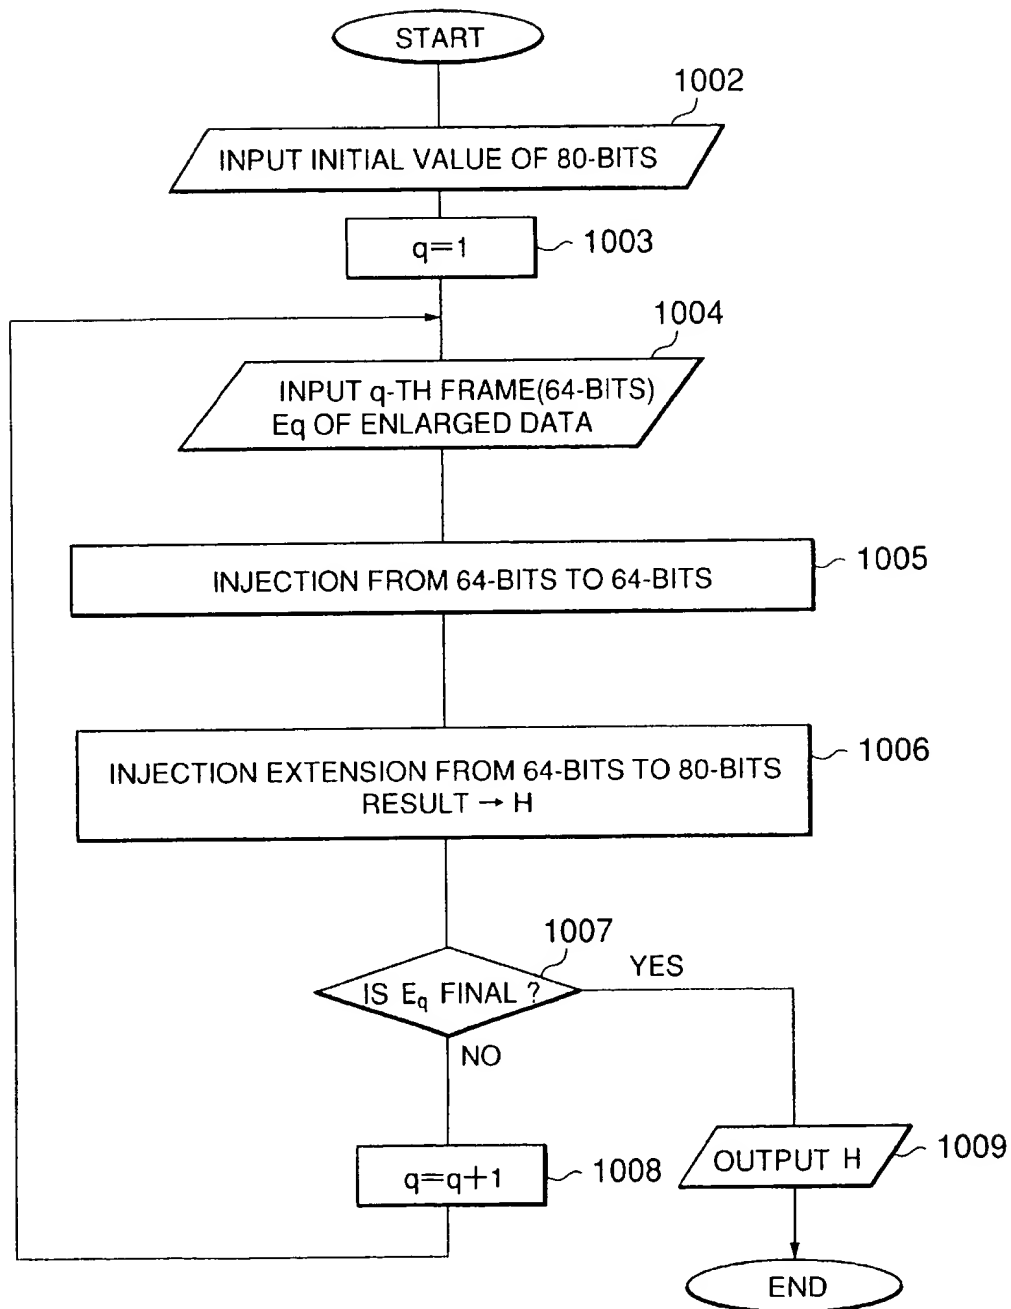 START
1002
INPUT INITIAL VALUE OF 80-BITS
q=1
1003
1004
INPUT q-TH FRAME(64-BITS)
Eq OF ENLARGED DATA
1005
INJECTION FROM 64-BITS TO 64-BITS
1006
INJECTION EXTENSION FROM 64-BITS TO 80-BITS
RESULT → H
1007
YES
IS Eq FINAL ?
NO
q=q+1
1008
OUTPUT H
1009
END